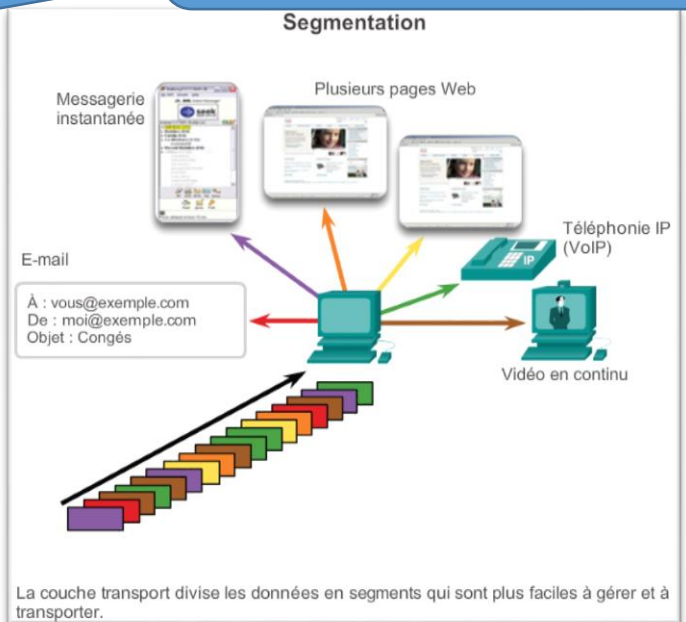 Segmentation
Messagerie
instantanée
Plusieurs pages Web
seek
Téléphonie IP
(VoIP)
IP
E-mail
À : vous@exemple.com
De : moi@exemple.com
Objet : Congés
Vidéo en continu
La couche transport divise les données en segments qui sont plus faciles à gérer et à
transporter.